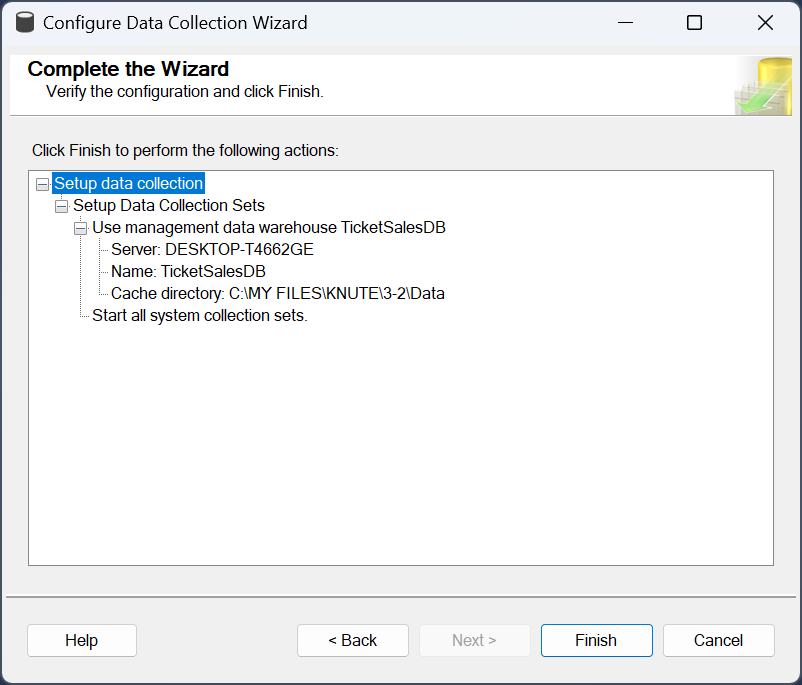 Configure Data Collection Wizard
Complete the Wizard
Verify the configuration and click Finish.
Click Finish to perform the following actions:
Setup data collection
Setup Data Collection Sets
Use management data warehouse TicketSalesDB
Server: DESKTOP-T4662GE
Name: TicketSalesDB
Cache directory: C:\MY FILES\KNUTE\3-2\Data
Start all system collection sets.
Help
< Back
Next >
Finish
Cancel